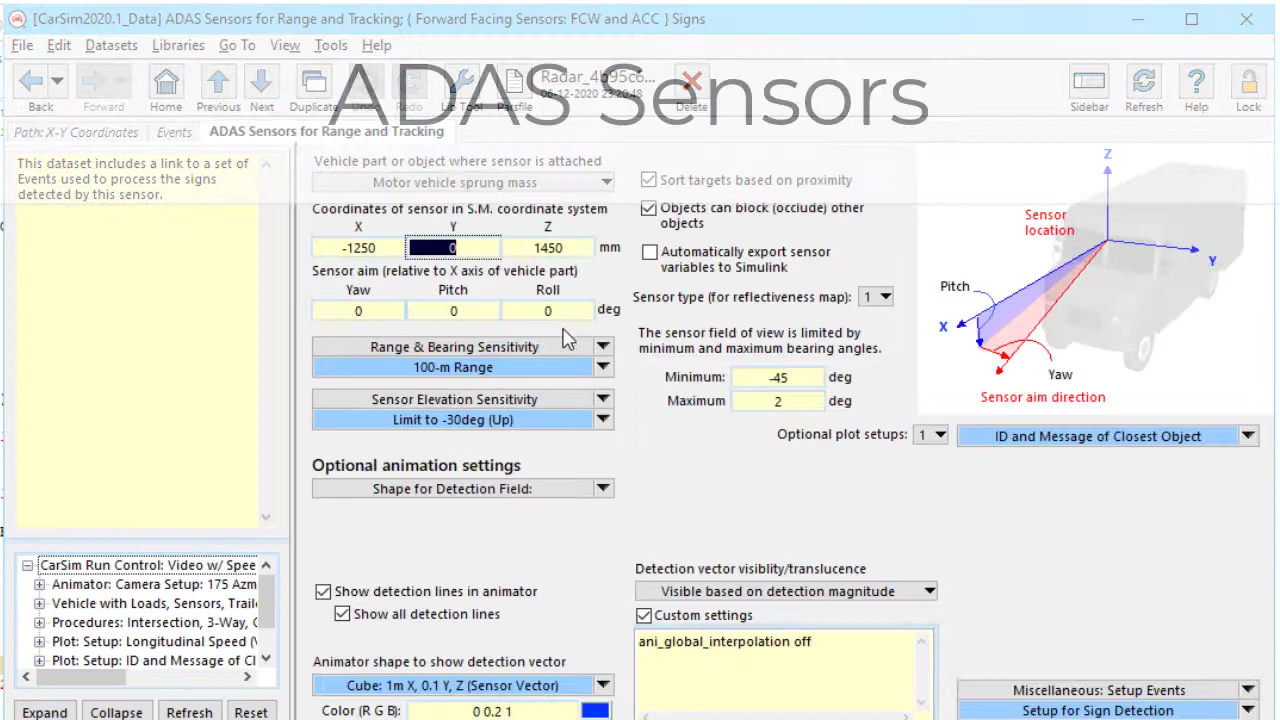 [CarSim2020.1_Data] ADAS Sensors for Range and Tracking; { Forward Facing Sensors: FCW and ACC } Signs
File Edit Datasets Libraries Go To View Tools Help
ADAS Sensors
Radar_4b95c6...
06-12-2020 23:20:48
Back Forward Home Previous Next Duplicate Undo Redo Lib Tool Parsfile Delete Sidebar Refresh Help Lock
Path: X-Y Coordinates Events ADAS Sensors for Range and Tracking
This dataset includes a link to a set of
Events used to process the signs
detected by this sensor.
CarSim Run Control: Video w/ Spee
Animator: Camera Setup: 175 Azm
Vehicle with Loads, Sensors, Traile
Procedures: Intersection, 3-Way, C
Plot: Setup: Longitudinal Speed (V
Plot: Setup: ID and Message of Cl
Expand Collapse Refresh Reset
Vehicle part or object where sensor is attached
Motor vehicle sprung mass
Coordinates of sensor in S.M. coordinate system
X Y Z
-1250 0 1450 mm
Sensor aim (relative to X axis of vehicle part)
Yaw Pitch Roll
0 0 0 deg
Range & Bearing Sensitivity
100-m Range
Sensor Elevation Sensitivity
Limit to -30deg (Up)
Optional animation settings
Shape for Detection Field:
Show detection lines in animator
Show all detection lines
Animator shape to show detection vector
Cube: 1m X, 0.1 Y, Z (Sensor Vector)
Color (R G B): 0 0.2 1
Sort targets based on proximity
Objects can block (occlude) other
objects
Automatically export sensor
variables to Simulink
Sensor type (for reflectiveness map): 1
The sensor field of view is limited by
minimum and maximum bearing angles.
Minimum: -45 deg
Maximum 2 deg
Optional plot setups: 1 ID and Message of Closest Object
Detection vector visiblity/translucence
Visible based on detection magnitude
Custom settings
ani_global_interpolation off
Miscellaneous: Setup Events
Setup for Sign Detection
Z
Sensor
location
Y
Pitch
X
Yaw
Sensor aim direction